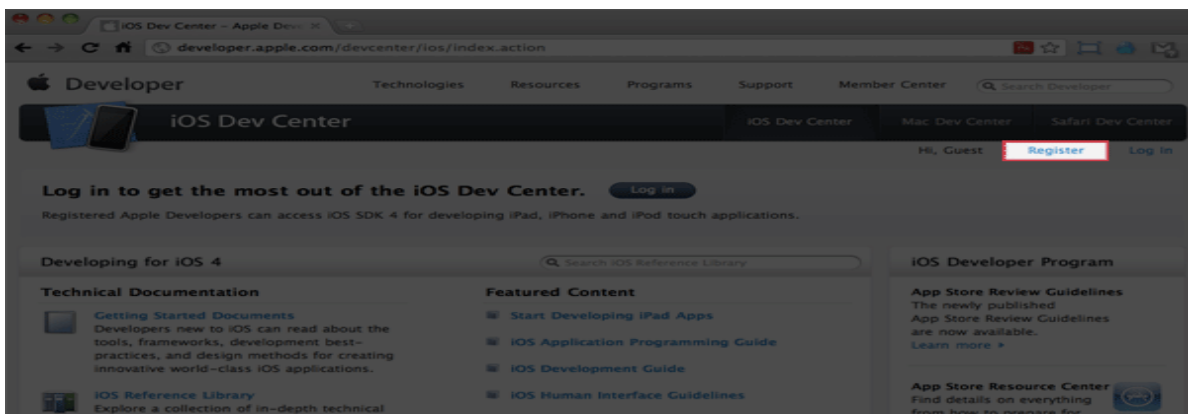 iOS Dev Center – Apple Deve
developer.apple.com/devcenter/ios/index.action
Developer
Technologies
Resources
Programs
Support
Member Center
Search Developer
iOS Dev Center
iOS Dev Center
Mac Dev Center
Safari Dev Center
Hi, Guest
Register
Log In
Log in to get the most out of the iOS Dev Center.
Log in
Registered Apple Developers can access iOS SDK 4 for developing iPad, iPhone and iPod touch applications.
Developing for iOS 4
Search iOS Reference Library
Technical Documentation
Getting Started Documents
Developers new to iOS can read about the
tools, frameworks, development best-
practices, and design methods for creating
innovative world-class iOS applications.
iOS Reference Library
Explore a collection of in-depth technical
Featured Content
Start Developing iPad Apps
iOS Application Programming Guide
iOS Development Guide
iOS Human Interface Guidelines
iOS Developer Program
App Store Review Guidelines
The newly published
App Store Review Guidelines
are now available.
Learn more >
App Store Resource Center
Find details on everything
from how to prepare for